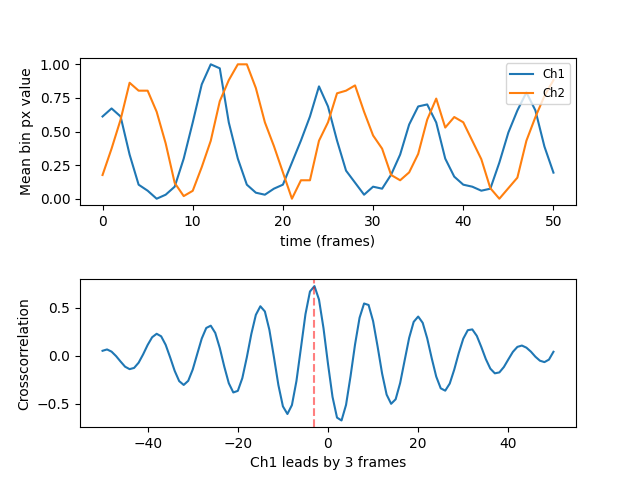 1.00
0.75
0.50
0.25
0.00
Mean bin px value
Ch1
Ch2
0 10 20 30 40 50
time (frames)
0.5
0.0
−0.5
Crosscorrelation
−40 −20 0 20 40
Ch1 leads by 3 frames